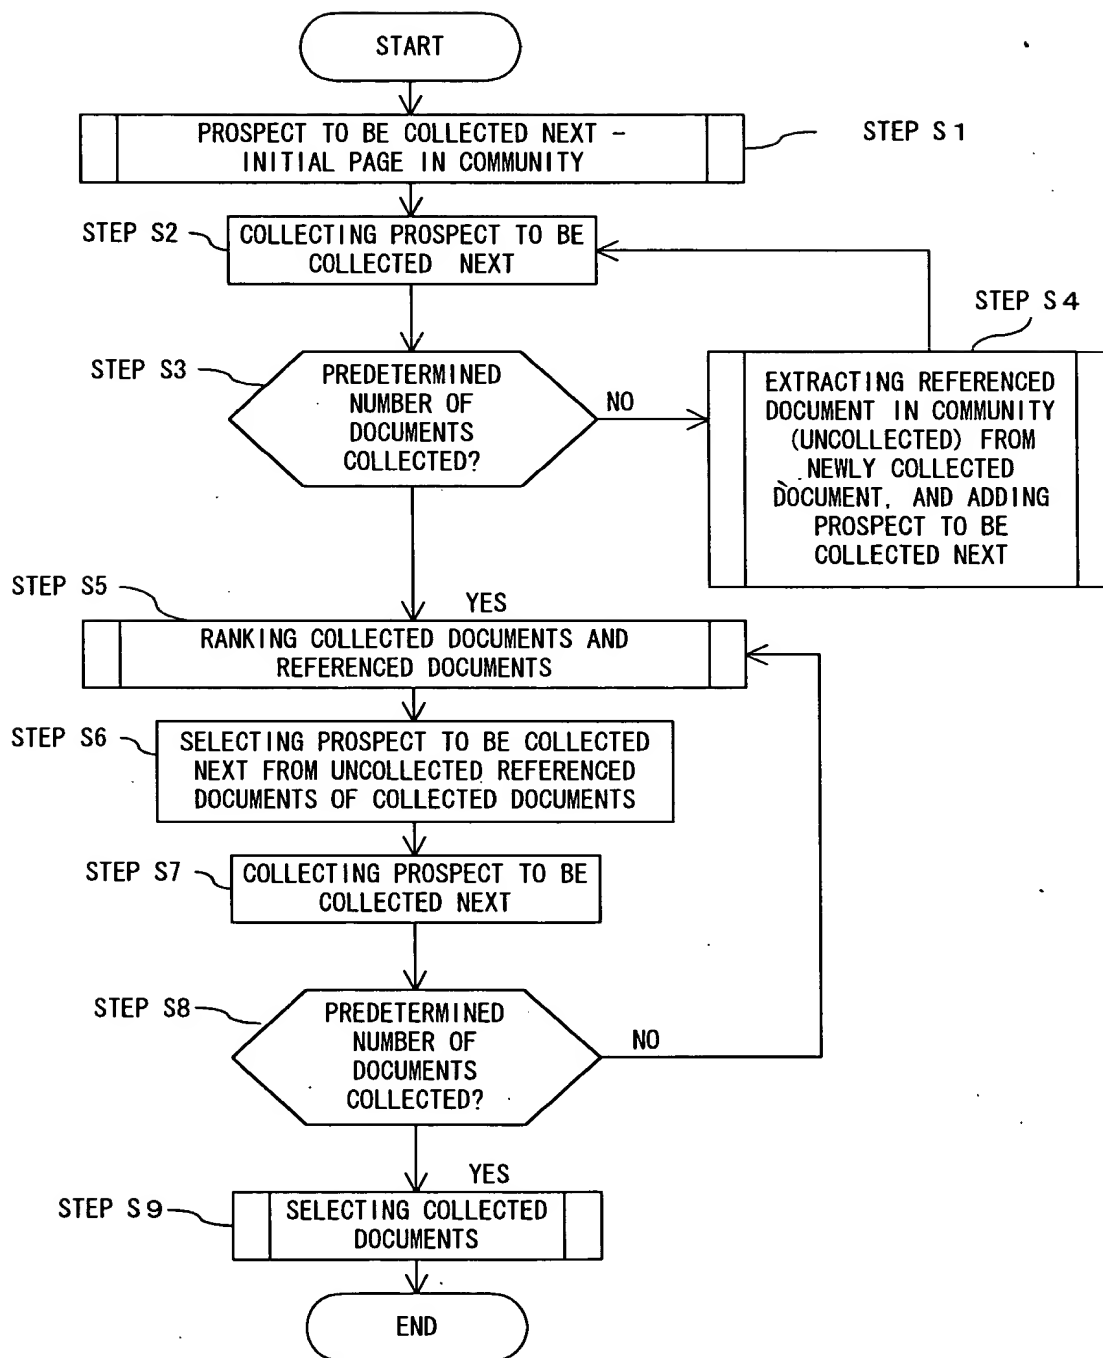 START
PROSPECT TO BE COLLECTED NEXT -
INITIAL PAGE IN COMMUNITY
STEP S1
STEP S2
COLLECTING PROSPECT TO BE
COLLECTED NEXT
STEP S4
STEP S3
PREDETERMINED
NUMBER OF
DOCUMENTS
COLLECTED?
NO
EXTRACTING REFERENCED
DOCUMENT IN COMMUNITY
(UNCOLLECTED) FROM
NEWLY COLLECTED
DOCUMENT, AND ADDING
PROSPECT TO BE
COLLECTED NEXT
STEP S5
YES
RANKING COLLECTED DOCUMENTS AND
REFERENCED DOCUMENTS
STEP S6
SELECTING PROSPECT TO BE COLLECTED
NEXT FROM UNCOLLECTED REFERENCED
DOCUMENTS OF COLLECTED DOCUMENTS
STEP S7
COLLECTING PROSPECT TO BE
COLLECTED NEXT
STEP S8
PREDETERMINED
NUMBER OF
DOCUMENTS
COLLECTED?
NO
YES
STEP S9
SELECTING COLLECTED
DOCUMENTS
END